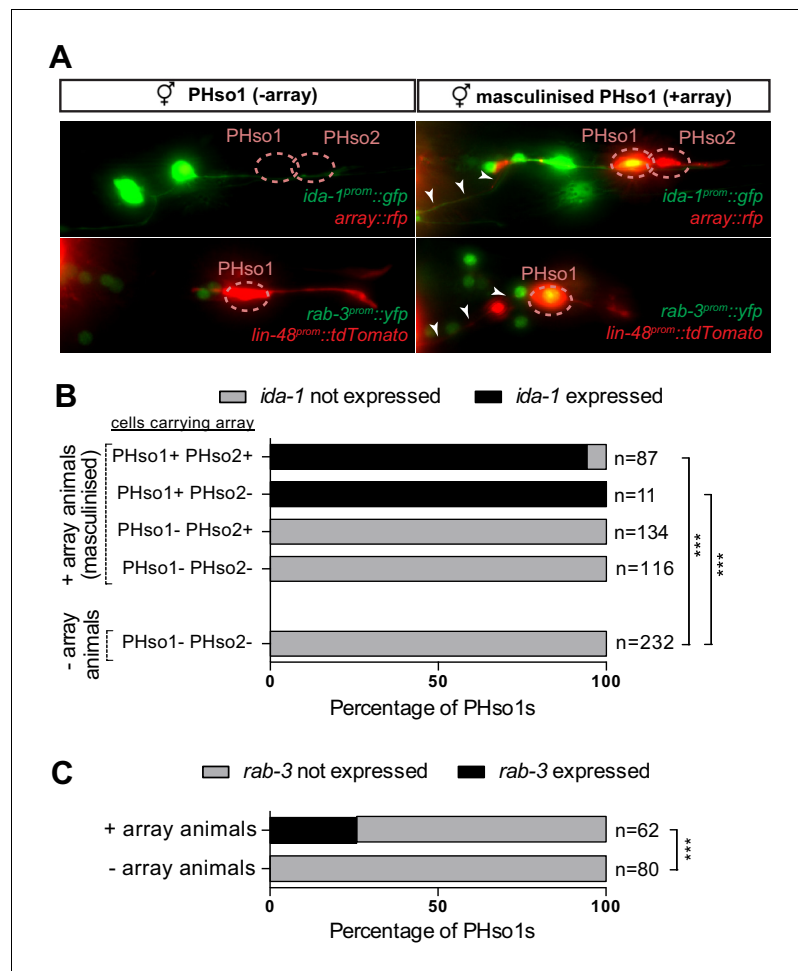 A
⚥ PHso1 (-array)
⚥ masculinised PHso1 (+array)
PHso1
PHso2
ida-1prom::gfp
array::rfp
PHso1
PHso2
ida-1prom::gfp
array::rfp
PHso1
rab-3prom::yfp
lin-48prom::tdTomato
PHso1
rab-3prom::yfp
lin-48prom::tdTomato
B
ida-1 not expressed
ida-1 expressed
cells carrying array
+ array animals
(masculinised)
PHso1+ PHso2+
n=87
PHso1+ PHso2-
n=11
PHso1- PHso2+
n=134
PHso1- PHso2-
n=116
- array
animals
PHso1- PHso2-
n=232
***
***
0
50
100
Percentage of PHso1s
C
rab-3 not expressed
rab-3 expressed
+ array animals
n=62
- array animals
n=80
***
0
50
100
Percentage of PHso1s